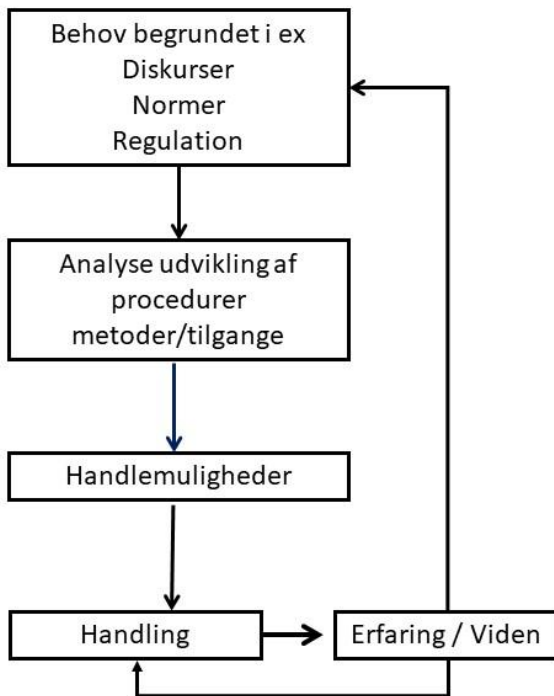 Behov begrundet i ex
Diskurser
Normer
Regulation
Analyse udvikling af
procedurer
metoder/tilgange
Handlemuligheder
Handling
Erfaring / Viden